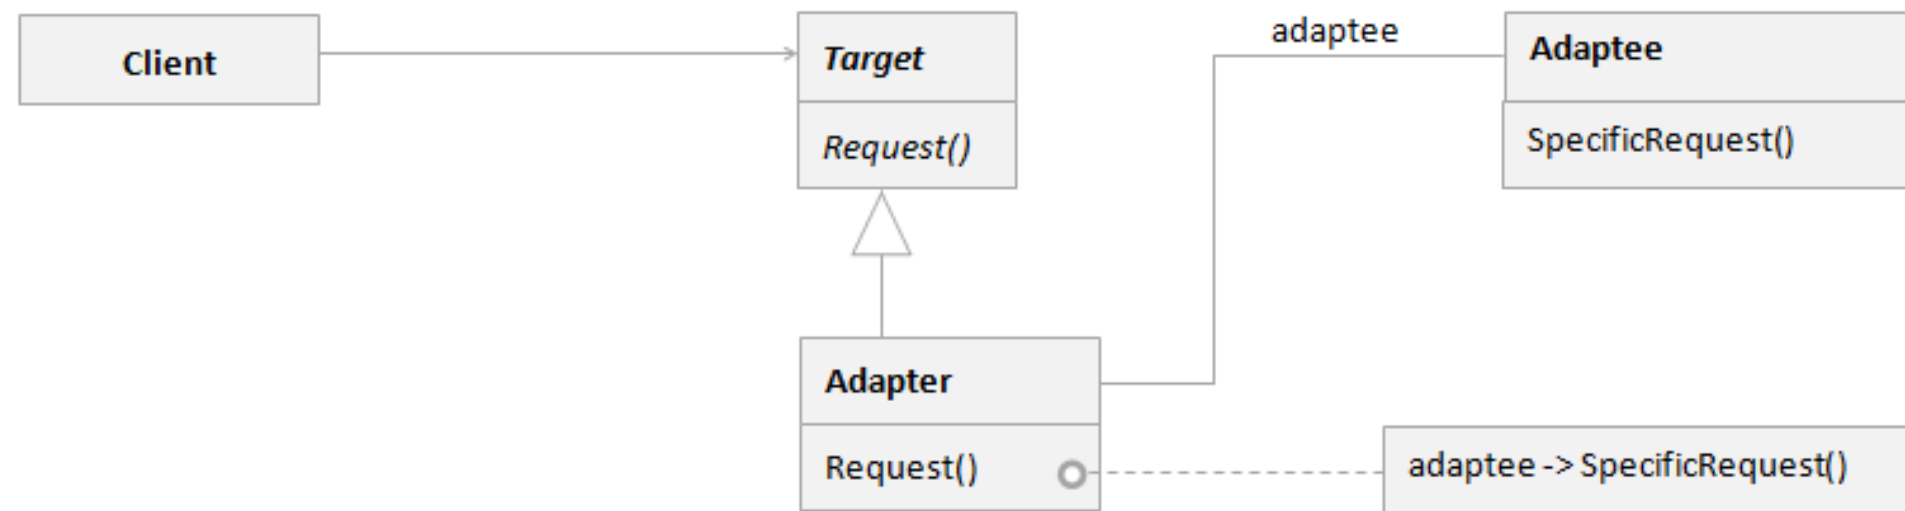 Client
Target
Request()
adaptee
Adaptee
SpecificRequest()
Adapter
Request()
adaptee -> SpecificRequest()